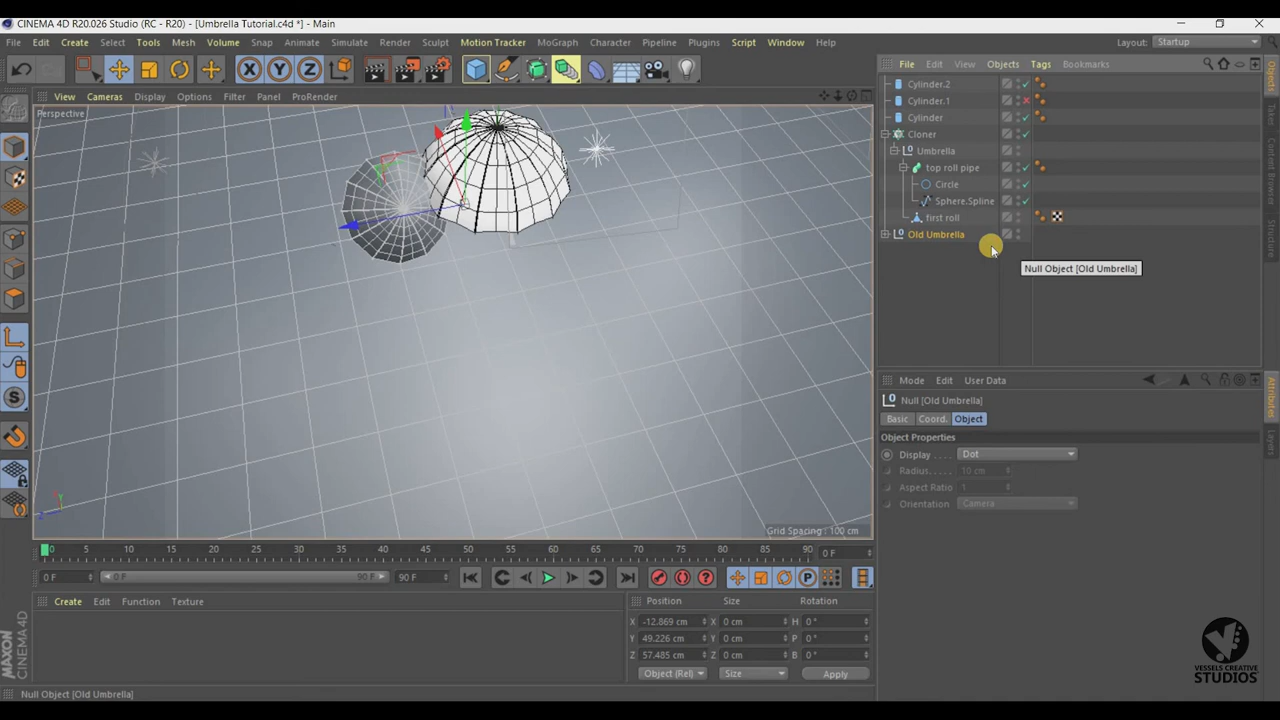 CINEMA 4D R20.026 Studio (RC - R20) - [Umbrella Tutorial.c4d *] - Main
File Edit Create Select Tools Mesh Volume Snap Animate Simulate Render Sculpt Motion Tracker MoGraph Character Pipeline Plugins Script Window Help
Layout: Startup
File Edit View Objects Tags Bookmarks
View Cameras Display Options Filter Panel ProRender
Perspective
Cylinder.2
Cylinder.1
Cylinder
Cloner
Umbrella
top roll pipe
Circle
Sphere.Spline
first roll
Old Umbrella
Null Object [Old Umbrella]
Objects
Takes
Content Browser
Structure
Mode Edit User Data
Null [Old Umbrella]
Basic Coord. Object
Object Properties
Display . . . . Dot
Radius. . . . . 10 cm
Aspect Ratio 1
Orientation Camera
Attributes
Layers
Grid Spacing : 100 cm
0 5 10 15 20 25 30 35 40 45 50 55 60 65 70 75 80 85 90 0 F
0 F 0 F 90 F 90 F
Create Edit Function Texture
Position Size Rotation
X -12.869 cm X 0 cm H 0 °
Y 49.226 cm Y 0 cm P 0 °
Z 57.485 cm Z 0 cm B 0 °
Object (Rel) Size Apply
MAXON
CINEMA 4D
VESSELS CREATIVE
STUDIOS
Null Object [Old Umbrella]